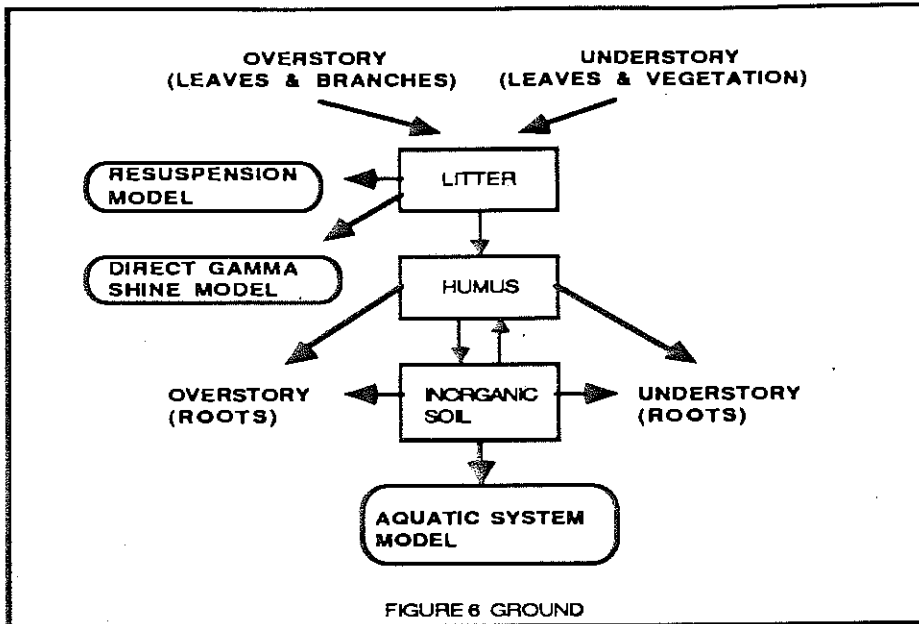 OVERSTORY
(LEAVES & BRANCHES)
UNDERSTORY
(LEAVES & VEGETATION)
RESUSPENSION
MODEL
LITTER
DIRECT GAMMA
SHINE MODEL
HUMUS
OVERSTORY
(ROOTS)
INORGANIC
SOIL
UNDERSTORY
(ROOTS)
AQUATIC SYSTEM
MODEL
FIGURE 6 GROUND